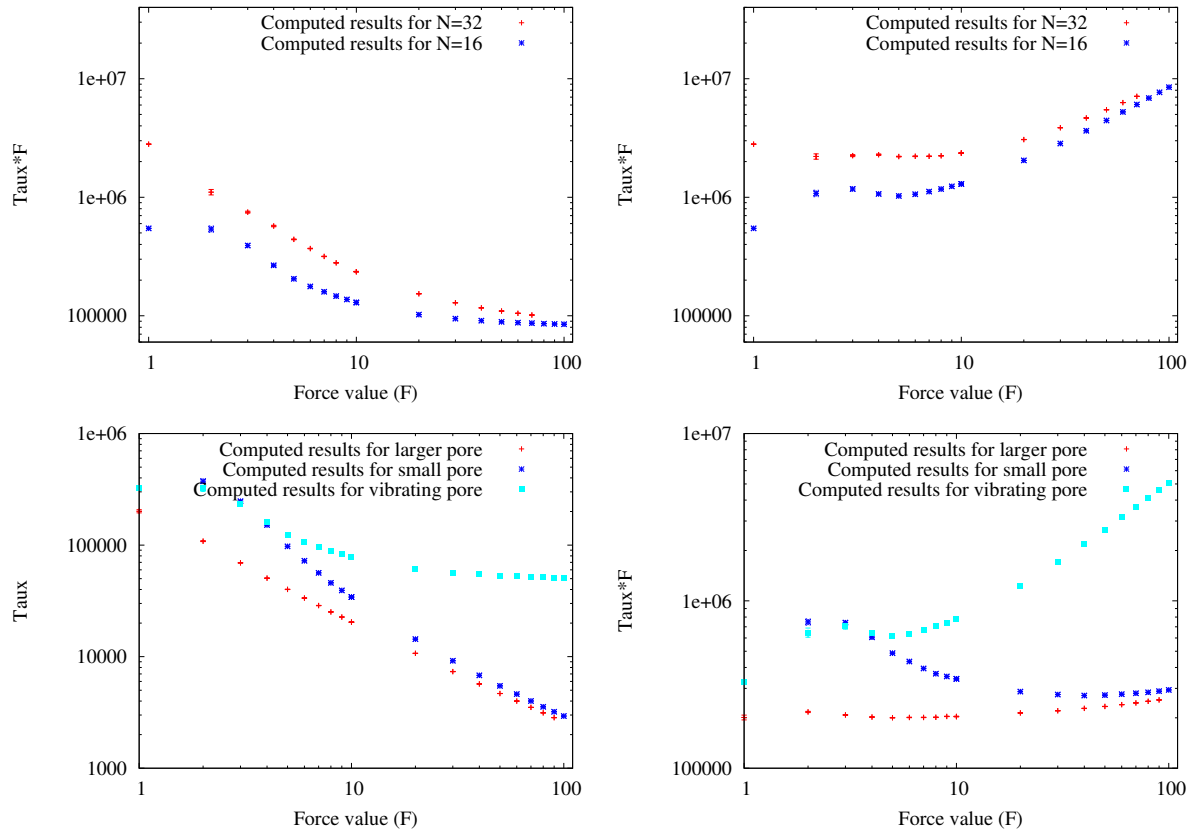 Computed results for N=32
Computed results for N=16
1e+07
1e+06
100000
Taux*F
1
10
100
Force value (F)
Computed results for N=32
Computed results for N=16
1e+07
1e+06
100000
Taux*F
1
10
100
Force value (F)
Computed results for larger pore
Computed results for small pore
Computed results for vibrating pore
1e+06
100000
10000
1000
Taux
1
10
100
Force value (F)
Computed results for larger pore
Computed results for small pore
Computed results for vibrating pore
1e+07
1e+06
100000
Taux*F
1
10
100
Force value (F)